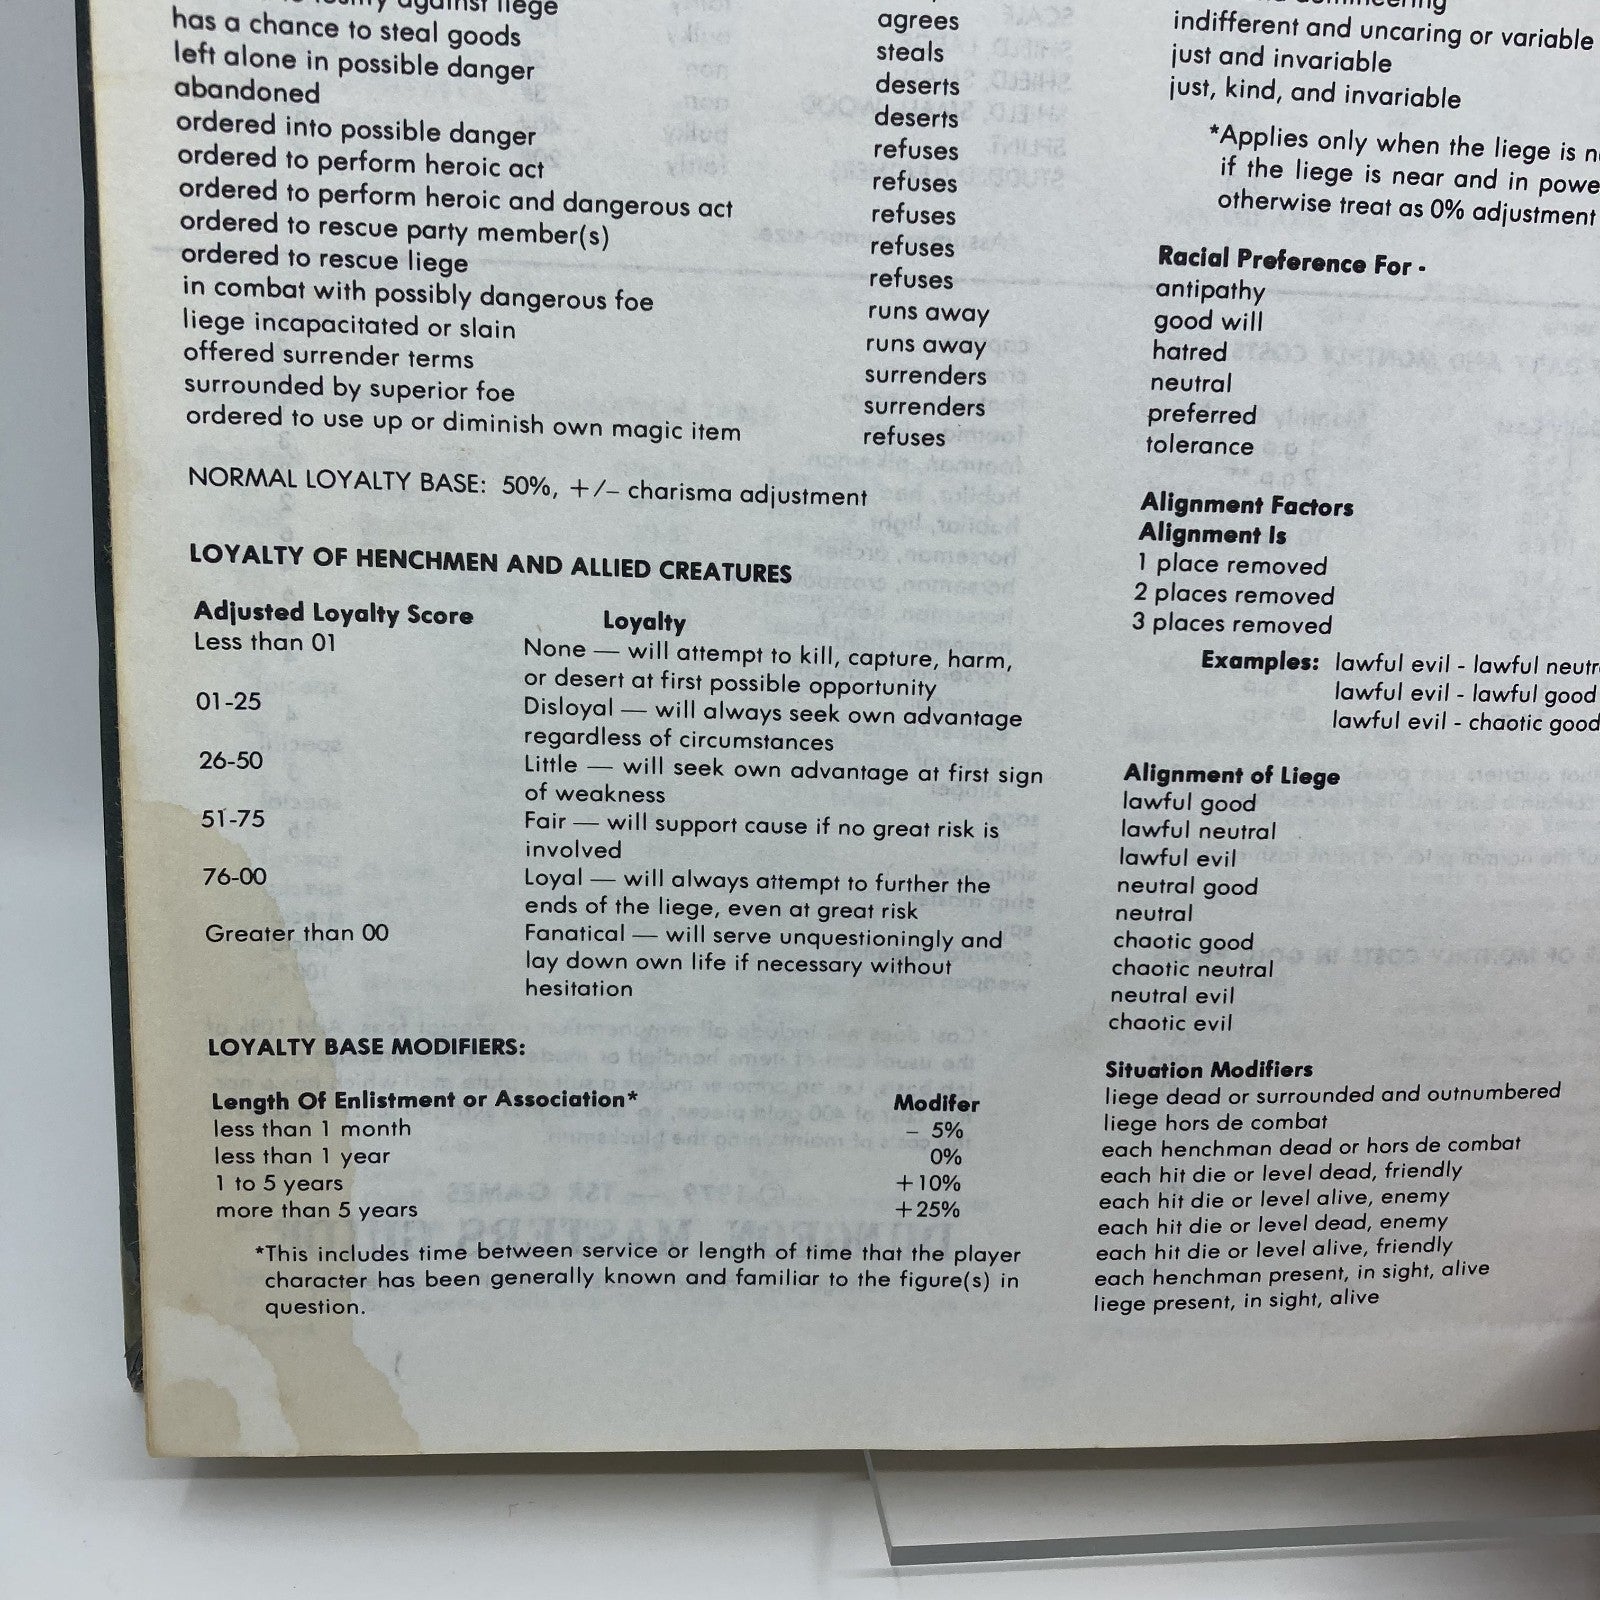 against liege
has a chance to steal goods
left alone in possible danger
abandoned
ordered into possible danger
ordered to perform heroic act
ordered to perform heroic and dangerous act
ordered to rescue party member(s)
ordered to rescue liege
in combat with possibly dangerous foe
liege incapacitated or slain
offered surrender terms
surrounded by superior foe
ordered to use up or diminish own magic item
agrees
steals
deserts
deserts
refuses
refuses
refuses
refuses
refuses
runs away
runs away
surrenders
surrenders
refuses
NORMAL LOYALTY BASE: 50%, +/– charisma adjustment
LOYALTY OF HENCHMEN AND ALLIED CREATURES
Adjusted Loyalty Score Loyalty
Less than 01 None — will attempt to kill, capture, harm,
or desert at first possible opportunity
01-25 Disloyal — will always seek own advantage
regardless of circumstances
26-50 Little — will seek own advantage at first sign
of weakness
51-75 Fair — will support cause if no great risk is
involved
76-00 Loyal — will always attempt to further the
ends of the liege, even at great risk
Greater than 00 Fanatical — will serve unquestioningly and
lay down own life if necessary without
hesitation
LOYALTY BASE MODIFIERS:
Length Of Enlistment or Association* Modifer
less than 1 month – 5%
less than 1 year 0%
1 to 5 years +10%
more than 5 years +25%
*This includes time between service or length of time that the player
character has been generally known and familiar to the figure(s) in
question.
indifferent and uncaring or variable
just and invariable
just, kind, and invariable
*Applies only when the liege is
if the liege is near and in
otherwise treat as 0% adjustment
Racial Preference For -
antipathy
good will
hatred
neutral
preferred
tolerance
Alignment Factors
Alignment Is
1 place removed
2 places removed
3 places removed
Examples: lawful evil - lawful
lawful evil - lawful good
lawful evil - chaotic good
Alignment of Liege
lawful good
lawful neutral
lawful evil
neutral good
neutral
chaotic good
chaotic neutral
neutral evil
chaotic evil
Situation Modifiers
liege dead or surrounded and outnumbered
liege hors de combat
each henchman dead or hors de combat
each hit die or level dead, friendly
each hit die or level alive, enemy
each hit die or level dead, enemy
each hit die or level alive, friendly
each henchman present, in sight, alive
liege present, in sight, alive